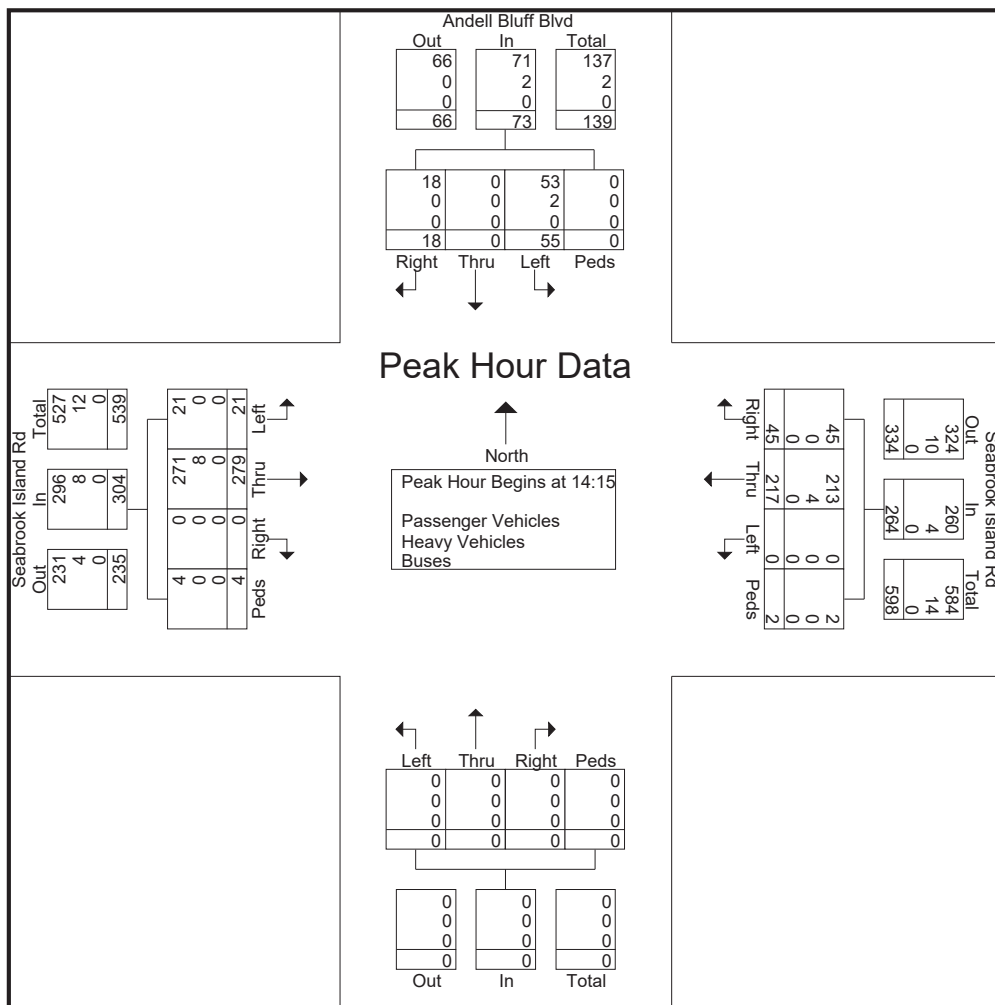 Andell Bluff Blvd
Out In Total
66 71 137
0 2 2
0 0 0
66 73 139
18 0 53 0
0 0 2 0
0 0 0 0
18 0 55 0
Right Thru Left Peds
Peak Hour Data
North
Peak Hour Begins at 14:15
Passenger Vehicles
Heavy Vehicles
Buses
Seabrook Island Rd
Out In Total
231 296 527
4 8 12
0 0 0
235 304 539
4 0 271 21
0 0 8 0
0 0 0 0
4 0 279 21
Peds Right Thru Left
Seabrook Island Rd
Out In Total
324 260 584
10 4 14
0 0 0
334 264 598
45 213 0 2
0 4 0 0
0 0 0 0
45 217 0 2
Right Thru Left Peds
Left Thru Right Peds
0 0 0 0
0 0 0 0
0 0 0 0
0 0 0 0
0 0 0
0 0 0
0 0 0
0 0 0
Out In Total